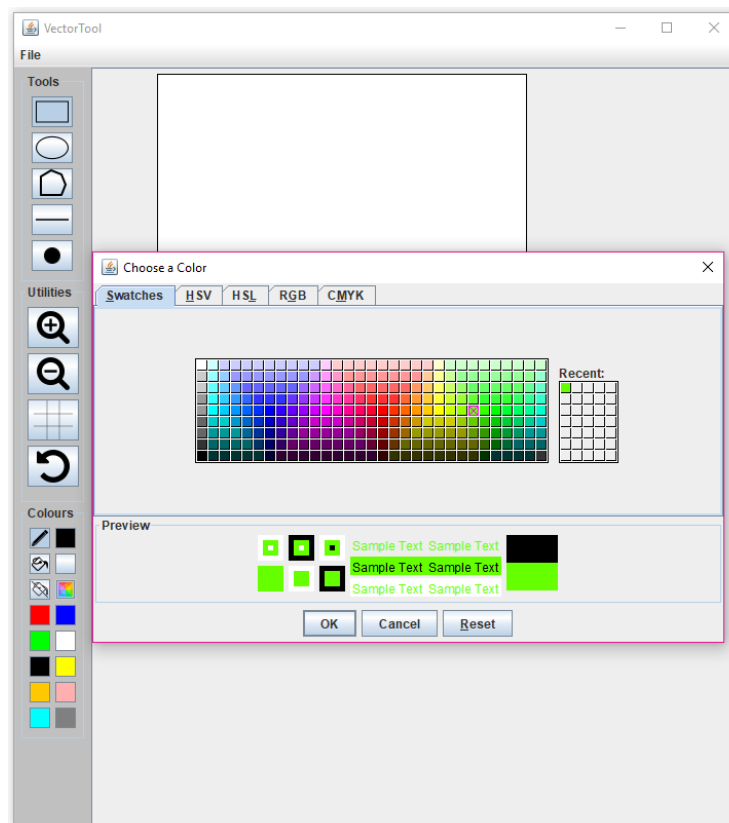 VectorTool
File
Tools
Utilities
Colours
Choose a Color
Swatches HSV HSL RGB CMYK
Recent:
Preview
Sample Text Sample Text
Sample Text Sample Text
Sample Text Sample Text
OK Cancel Reset